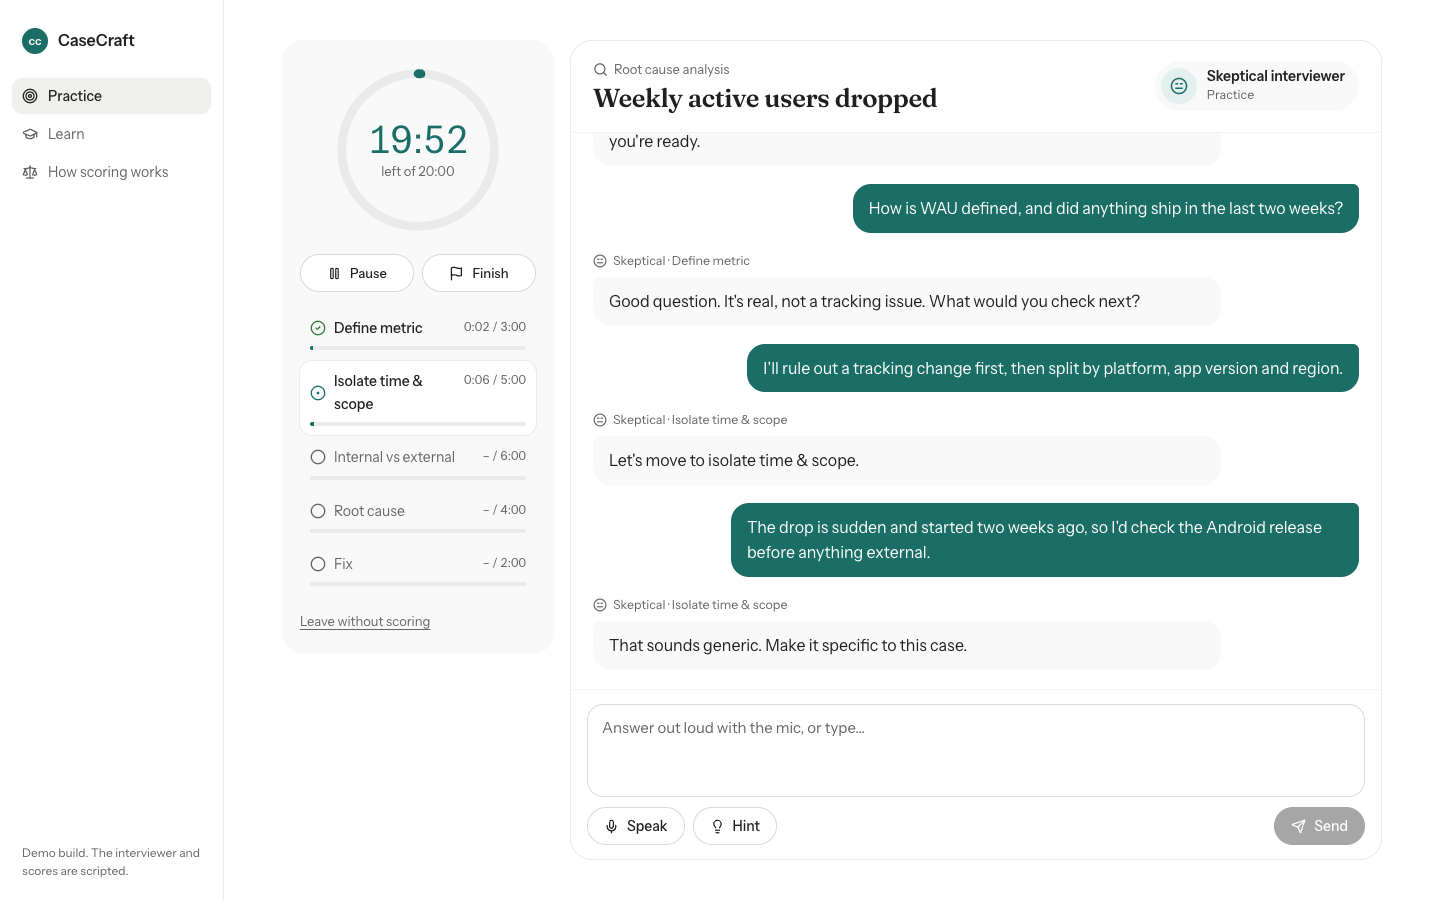 CC CaseCraft
Practice
Learn
How scoring works
Demo build. The interviewer and
scores are scripted.
19:52
left of 20:00
Pause
Finish
Define metric 0:02 / 3:00
Isolate time & 0:06 / 5:00
scope
Internal vs external – / 6:00
Root cause – / 4:00
Fix – / 2:00
Leave without scoring
Root cause analysis
Weekly active users dropped
Skeptical interviewer
Practice
you're ready.
How is WAU defined, and did anything ship in the last two weeks?
Skeptical · Define metric
Good question. It's real, not a tracking issue. What would you check next?
I'll rule out a tracking change first, then split by platform, app version and region.
Skeptical · Isolate time & scope
Let's move to isolate time & scope.
The drop is sudden and started two weeks ago, so I'd check the Android release
before anything external.
Skeptical · Isolate time & scope
That sounds generic. Make it specific to this case.
Answer out loud with the mic, or type...
Speak
Hint
Send